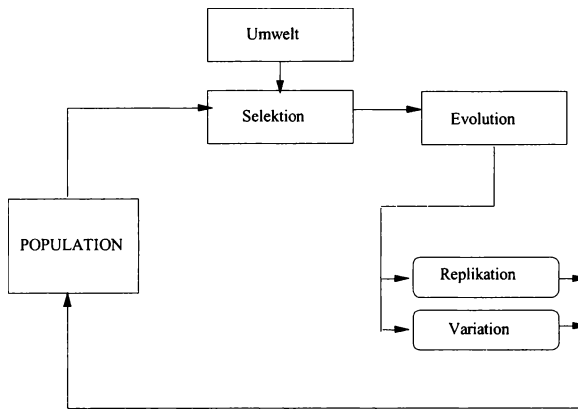 Umwelt
Selektion
Evolution
POPULATION
Replikation
Variation